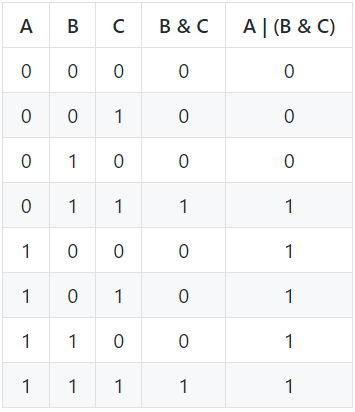 A B C B & C A | (B & C)
0 0 0 0 0
0 0 1 0 0
0 1 0 0 0
0 1 1 1 1
1 0 0 0 1
1 0 1 0 1
1 1 0 0 1
1 1 1 1 1